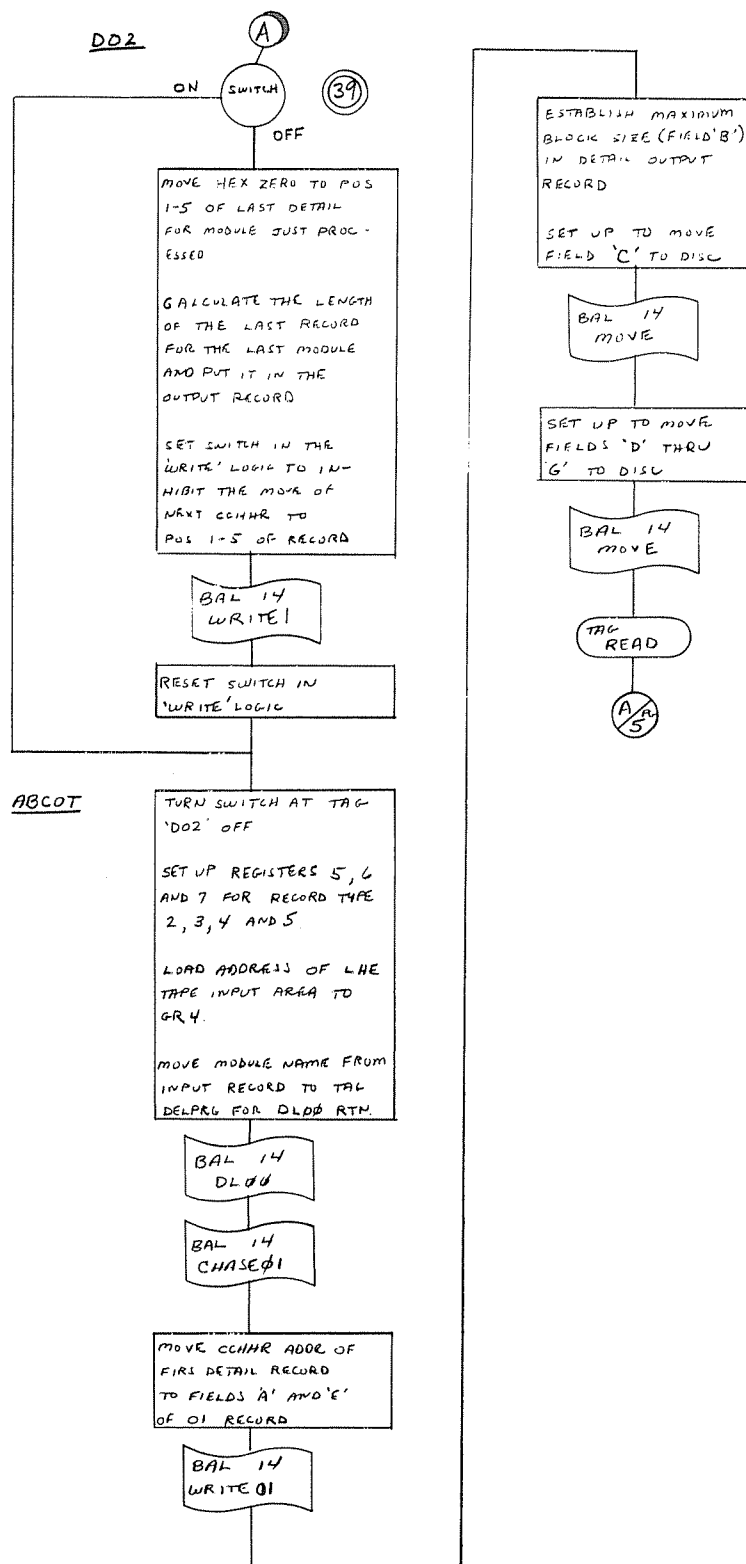 DO2
A
ON
SWITCH
39
OFF
MOVE HEX ZERO TO POS
1-5 OF LAST DETAIL
FOR MODULE JUST PROC-
ESSED
CALCULATE THE LENGTH
OF THE LAST RECORD
FOR THE LAST MODULE
AND PUT IT IN THE
OUTPUT RECORD
SET SWITCH IN THE
'WRITE' LOGIC TO IN-
HIBIT THE MOVE OF
NEXT CCHHR TO
POS 1-5 OF RECORD
BAL 14
WRITE1
RESET SWITCH IN
'WRITE' LOGIC
ABCOT
TURN SWITCH AT TAG
'DO2' OFF
SET UP REGISTERS 5, 6
AND 7 FOR RECORD TYPE
2, 3, 4 AND 5
LOAD ADDRESS OF LHE
TAPE INPUT AREA TO
GR 4.
MOVE MODULE NAME FROM
INPUT RECORD TO TAG
DELPRG FOR DLDØ RTN.
BAL 14
DLØØ
BAL 14
CHASEØ1
MOVE CCHHR ADDR OF
FIRS DETAIL RECORD
TO FIELDS 'A' AND 'E'
OF 01 RECORD
BAL 14
WRITE 01
ESTABLISH MAXIMUM
BLOCK SIZE (FIELD 'B')
IN DETAIL OUTPUT
RECORD
SET UP TO MOVE
FIELD 'C' TO DISC
BAL 14
MOVE
SET UP TO MOVE
FIELDS 'D' THRU
'G' TO DISC
BAL 14
MOVE
TAG
READ
A/PG
5